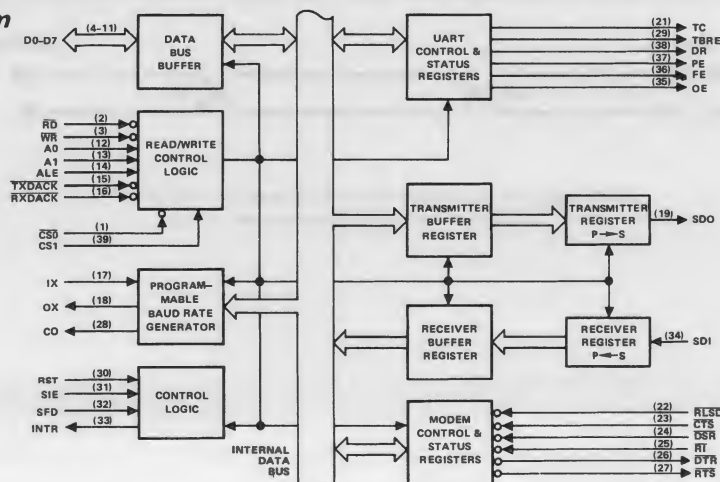 m
D0–D7 (4-11)
DATA
BUS
BUFFER
UART
CONTROL &
STATUS
REGISTERS
(21) TC
(29) TBRE
(38) DR
(37) PE
(36) FE
(35) OE
RD (2)
WR (3)
A0 (12)
A1 (13)
ALE (14)
TXDACK (15)
RXDACK (16)
READ/WRITE
CONTROL
LOGIC
CS0 (1)
CS1 (39)
TRANSMITTER
BUFFER
REGISTER
TRANSMITTER
REGISTER
P→S
(19) SDO
IX (17)
OX (18)
CO (28)
PROGRAM–
MABLE
BAUD RATE
GENERATOR
RECEIVER
BUFFER
REGISTER
RECEIVER
REGISTER
P←S
(34) SDI
RST (30)
SIE (31)
SFD (32)
INTR (33)
CONTROL
LOGIC
INTERNAL
DATA
BUS
MODEM
CONTROL &
STATUS
REGISTERS
(22) RLSD
(23) CTS
(24) DSR
(25) RI
(26) DTR
(27) RTS